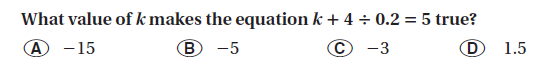 What value of k makes the equation k + 4 ÷ 0.2 = 5 true?
Ⓐ −15 Ⓑ −5 Ⓒ −3 Ⓓ 1.5